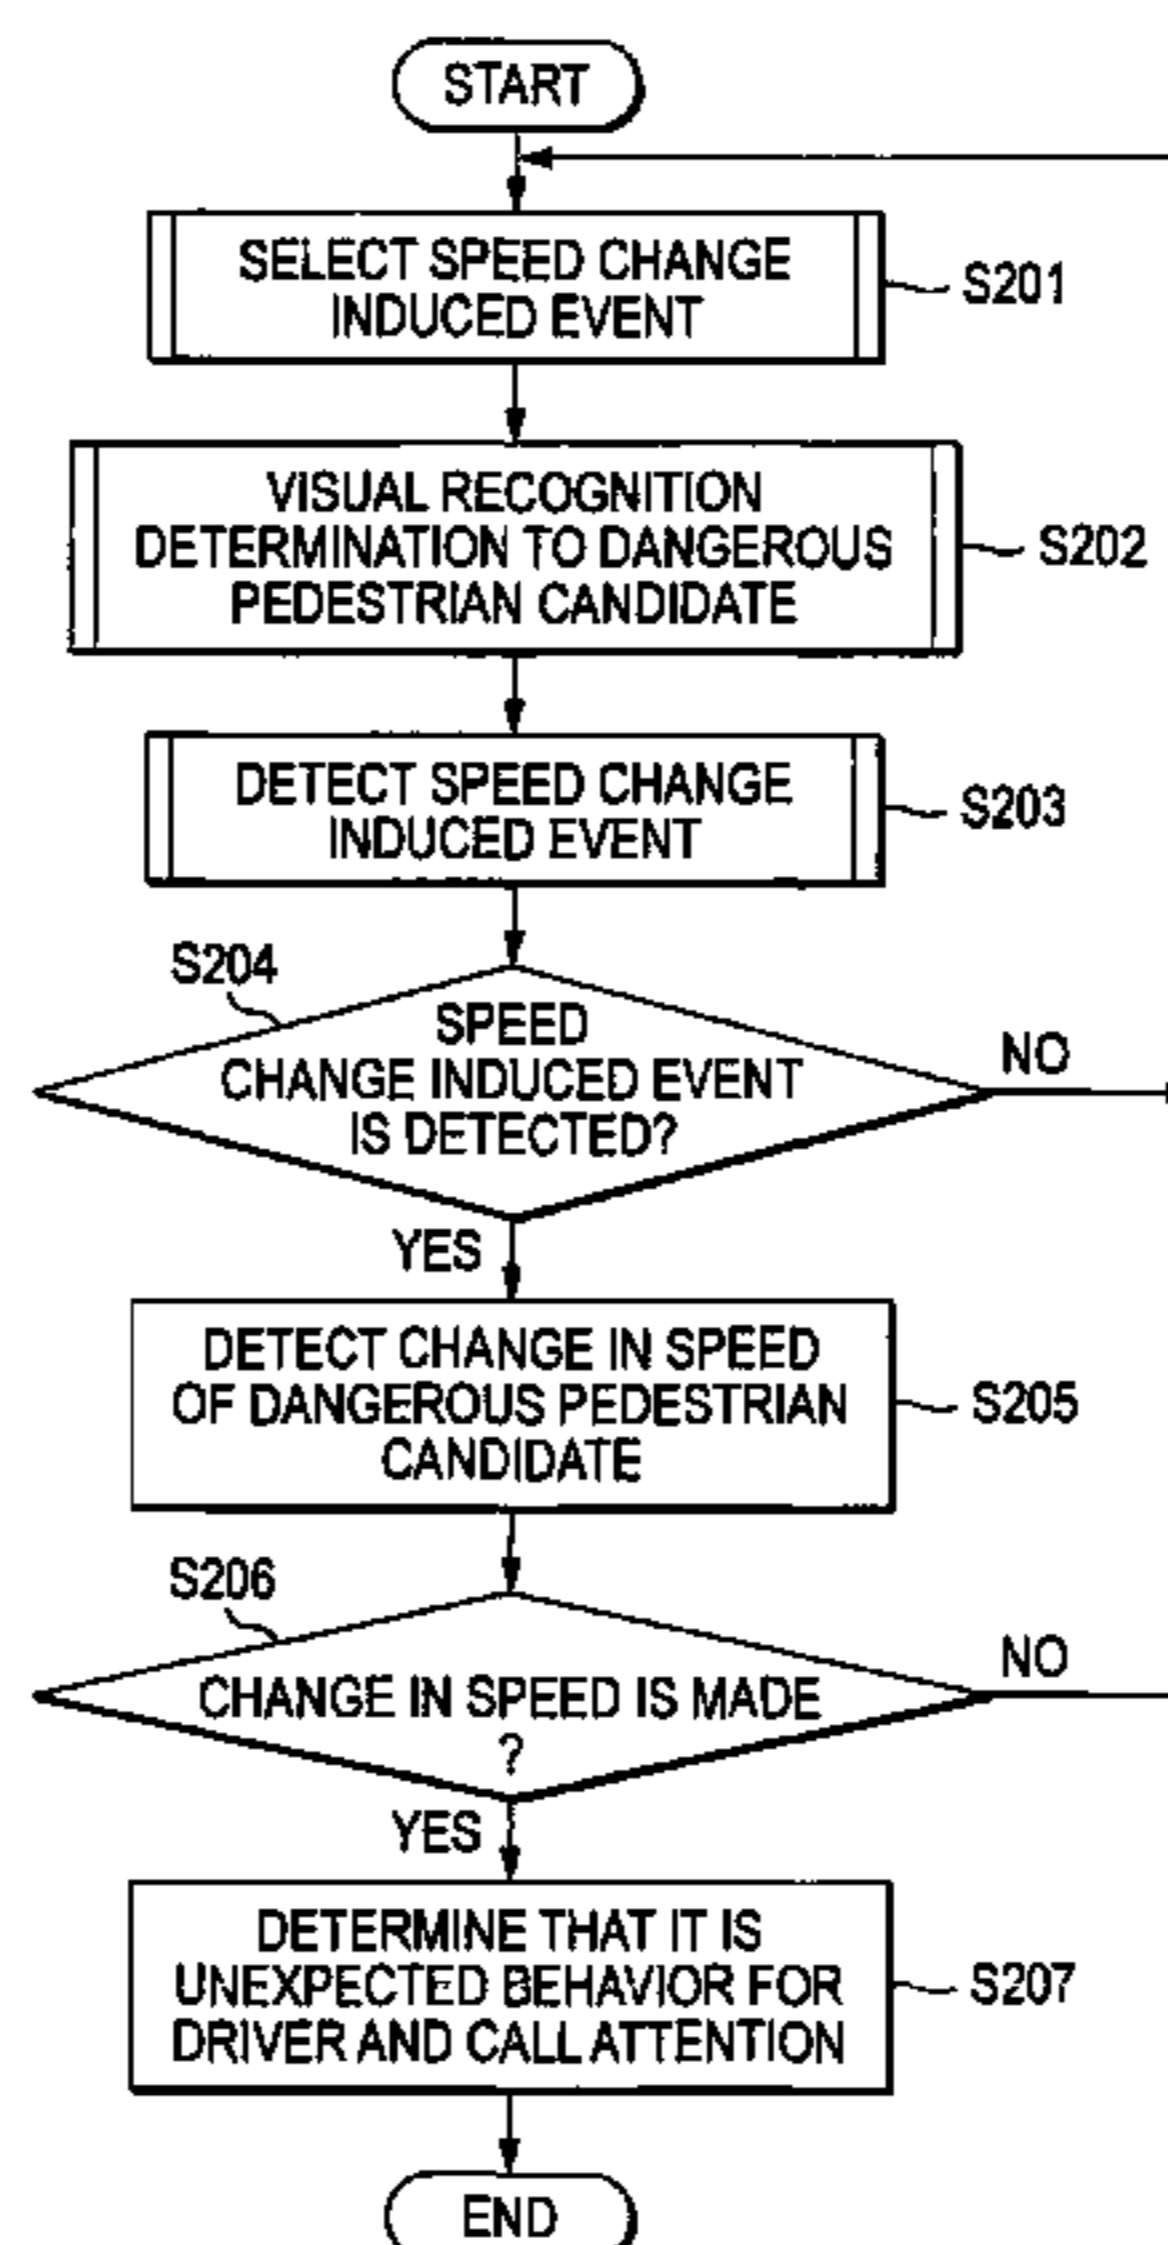 START
SELECT SPEED CHANGE
INDUCED EVENT
S201
VISUAL RECOGNITION
DETERMINATION TO DANGEROUS
PEDESTRIAN CANDIDATE
S202
DETECT SPEED CHANGE
INDUCED EVENT
S203
S204
SPEED
CHANGE INDUCED EVENT
IS DETECTED?
NO
YES
DETECT CHANGE IN SPEED
OF DANGEROUS PEDESTRIAN
CANDIDATE
S205
S206
CHANGE IN SPEED IS MADE
?
NO
YES
DETERMINE THAT IT IS
UNEXPECTED BEHAVIOR FOR
DRIVER AND CALL ATTENTION
S207
END